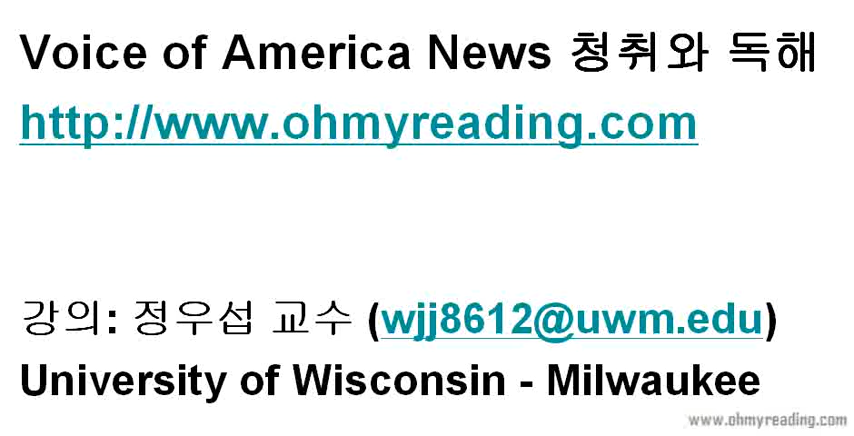 Voice of America News 청취와 독해
http://www.ohmyreading.com
강의: 정우섭 교수 (wjj8612@uwm.edu)
University of Wisconsin - Milwaukee
www.ohmyreading.com